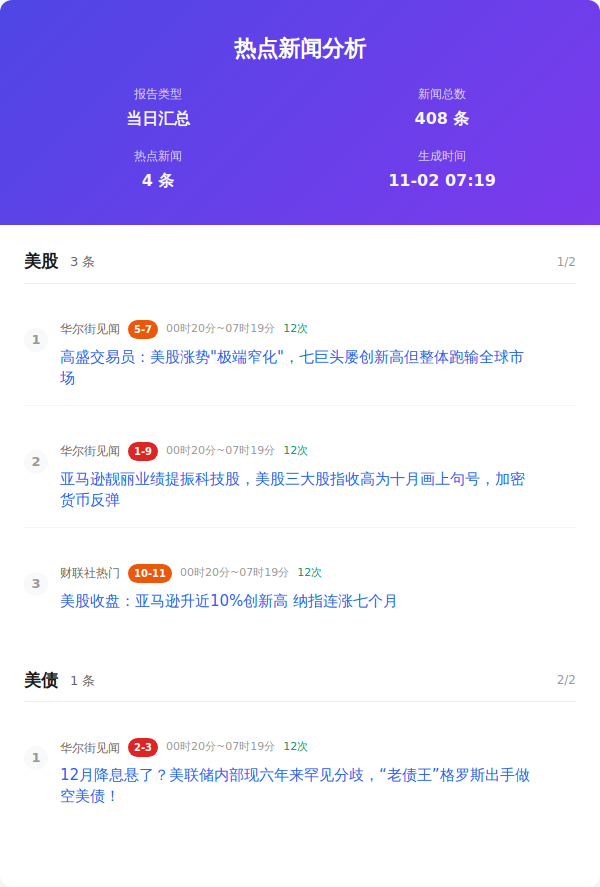 热点新闻分析
报告类型
新闻总数
当日汇总
408 条
热点新闻
生成时间
4 条
11-02 07:19
美股 3 条 1/2
1 华尔街见闻 5-7 00时20分~07时19分 12次
高盛交易员：美股涨势"极端窄化"，七巨头屡创新高但整体跑输全球市
场
2 华尔街见闻 1-9 00时20分~07时19分 12次
亚马逊靓丽业绩提振科技股，美股三大股指收高为十月画上句号，加密
货币反弹
3 财联社热门 10-11 00时20分~07时19分 12次
美股收盘：亚马逊升近10%创新高 纳指连涨七个月
美债 1 条 2/2
1 华尔街见闻 2-3 00时20分~07时19分 12次
12月降息悬了？美联储内部现六年来罕见分歧，“老债王”格罗斯出手做
空美债！